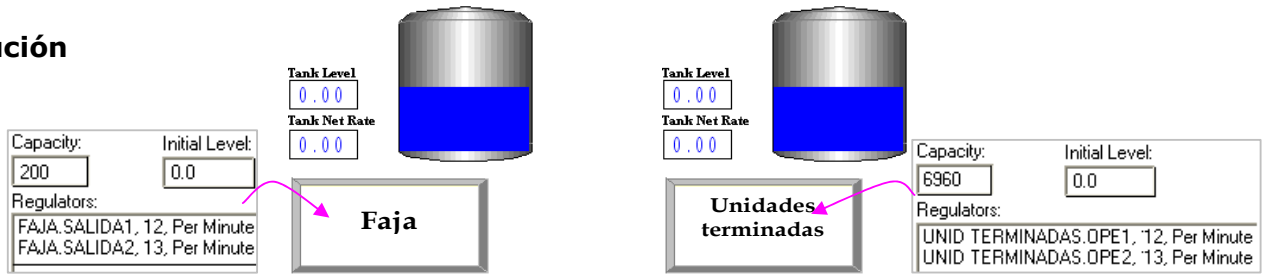 ución
Tank Level
0.00
Tank Net Rate
0.00
Capacity:
Initial Level:
200
0.0
Regulators:
FAJA.SALIDA1, 12, Per Minute
FAJA.SALIDA2, 13, Per Minute
Faja
Tank Level
0.00
Tank Net Rate
0.00
Unidades
terminadas
Capacity:
Initial Level:
6960
0.0
Regulators:
UNID TERMINADAS.OPE1, 12, Per Minute
UNID TERMINADAS.OPE2, 13, Per Minute